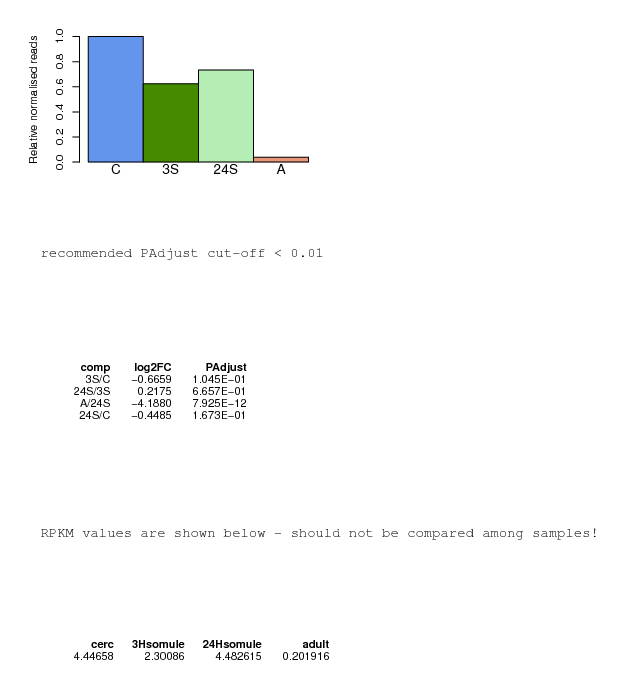 Relative normalised reads
1.0
0.8
0.6
0.4
0.2
0.0
C 3S 24S A
recommended PAdjust cut-off < 0.01
comp log2FC PAdjust
3S/C −0.6659 1.045E−01
24S/3S 0.2175 6.657E−01
A/24S −4.1880 7.925E−12
24S/C −0.4485 1.673E−01
RPKM values are shown below - should not be compared among samples!
cerc 3Hsomule 24Hsomule adult
4.44658 2.30086 4.482615 0.201916